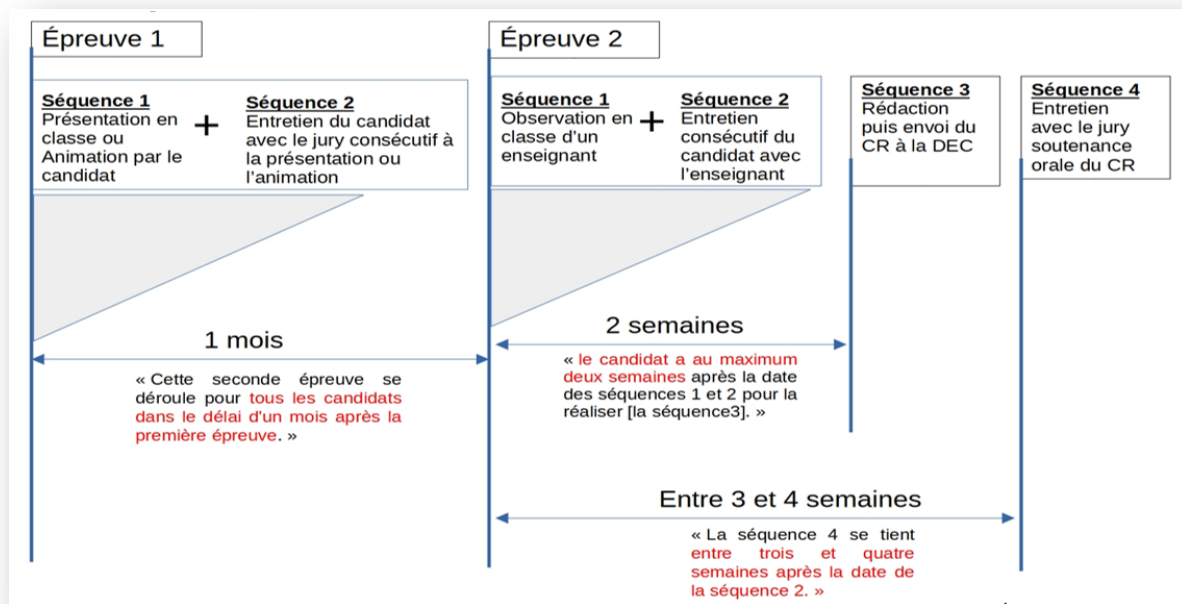 Épreuve 1
Séquence 1
Présentation en
classe ou
Animation par le
candidat
+
Séquence 2
Entretien du candidat
avec le jury consécutif à
la présentation ou
l'animation
1 mois
« Cette seconde épreuve se
déroule pour tous les candidats
dans le délai d'un mois après la
première épreuve. »
Épreuve 2
Séquence 1
Observation en
classe d'un
enseignant
+
Séquence 2
Entretien
consécutif du
candidat avec
l'enseignant
Séquence 3
Rédaction
puis envoi du
CR à la DEC
Séquence 4
Entretien
avec le jury
soutenance
orale du CR
2 semaines
« le candidat a au maximum
deux semaines après la date
des séquences 1 et 2 pour la
réaliser [la séquence3]. »
Entre 3 et 4 semaines
« La séquence 4 se tient
entre trois et quatre
semaines après la date de
la séquence 2. »